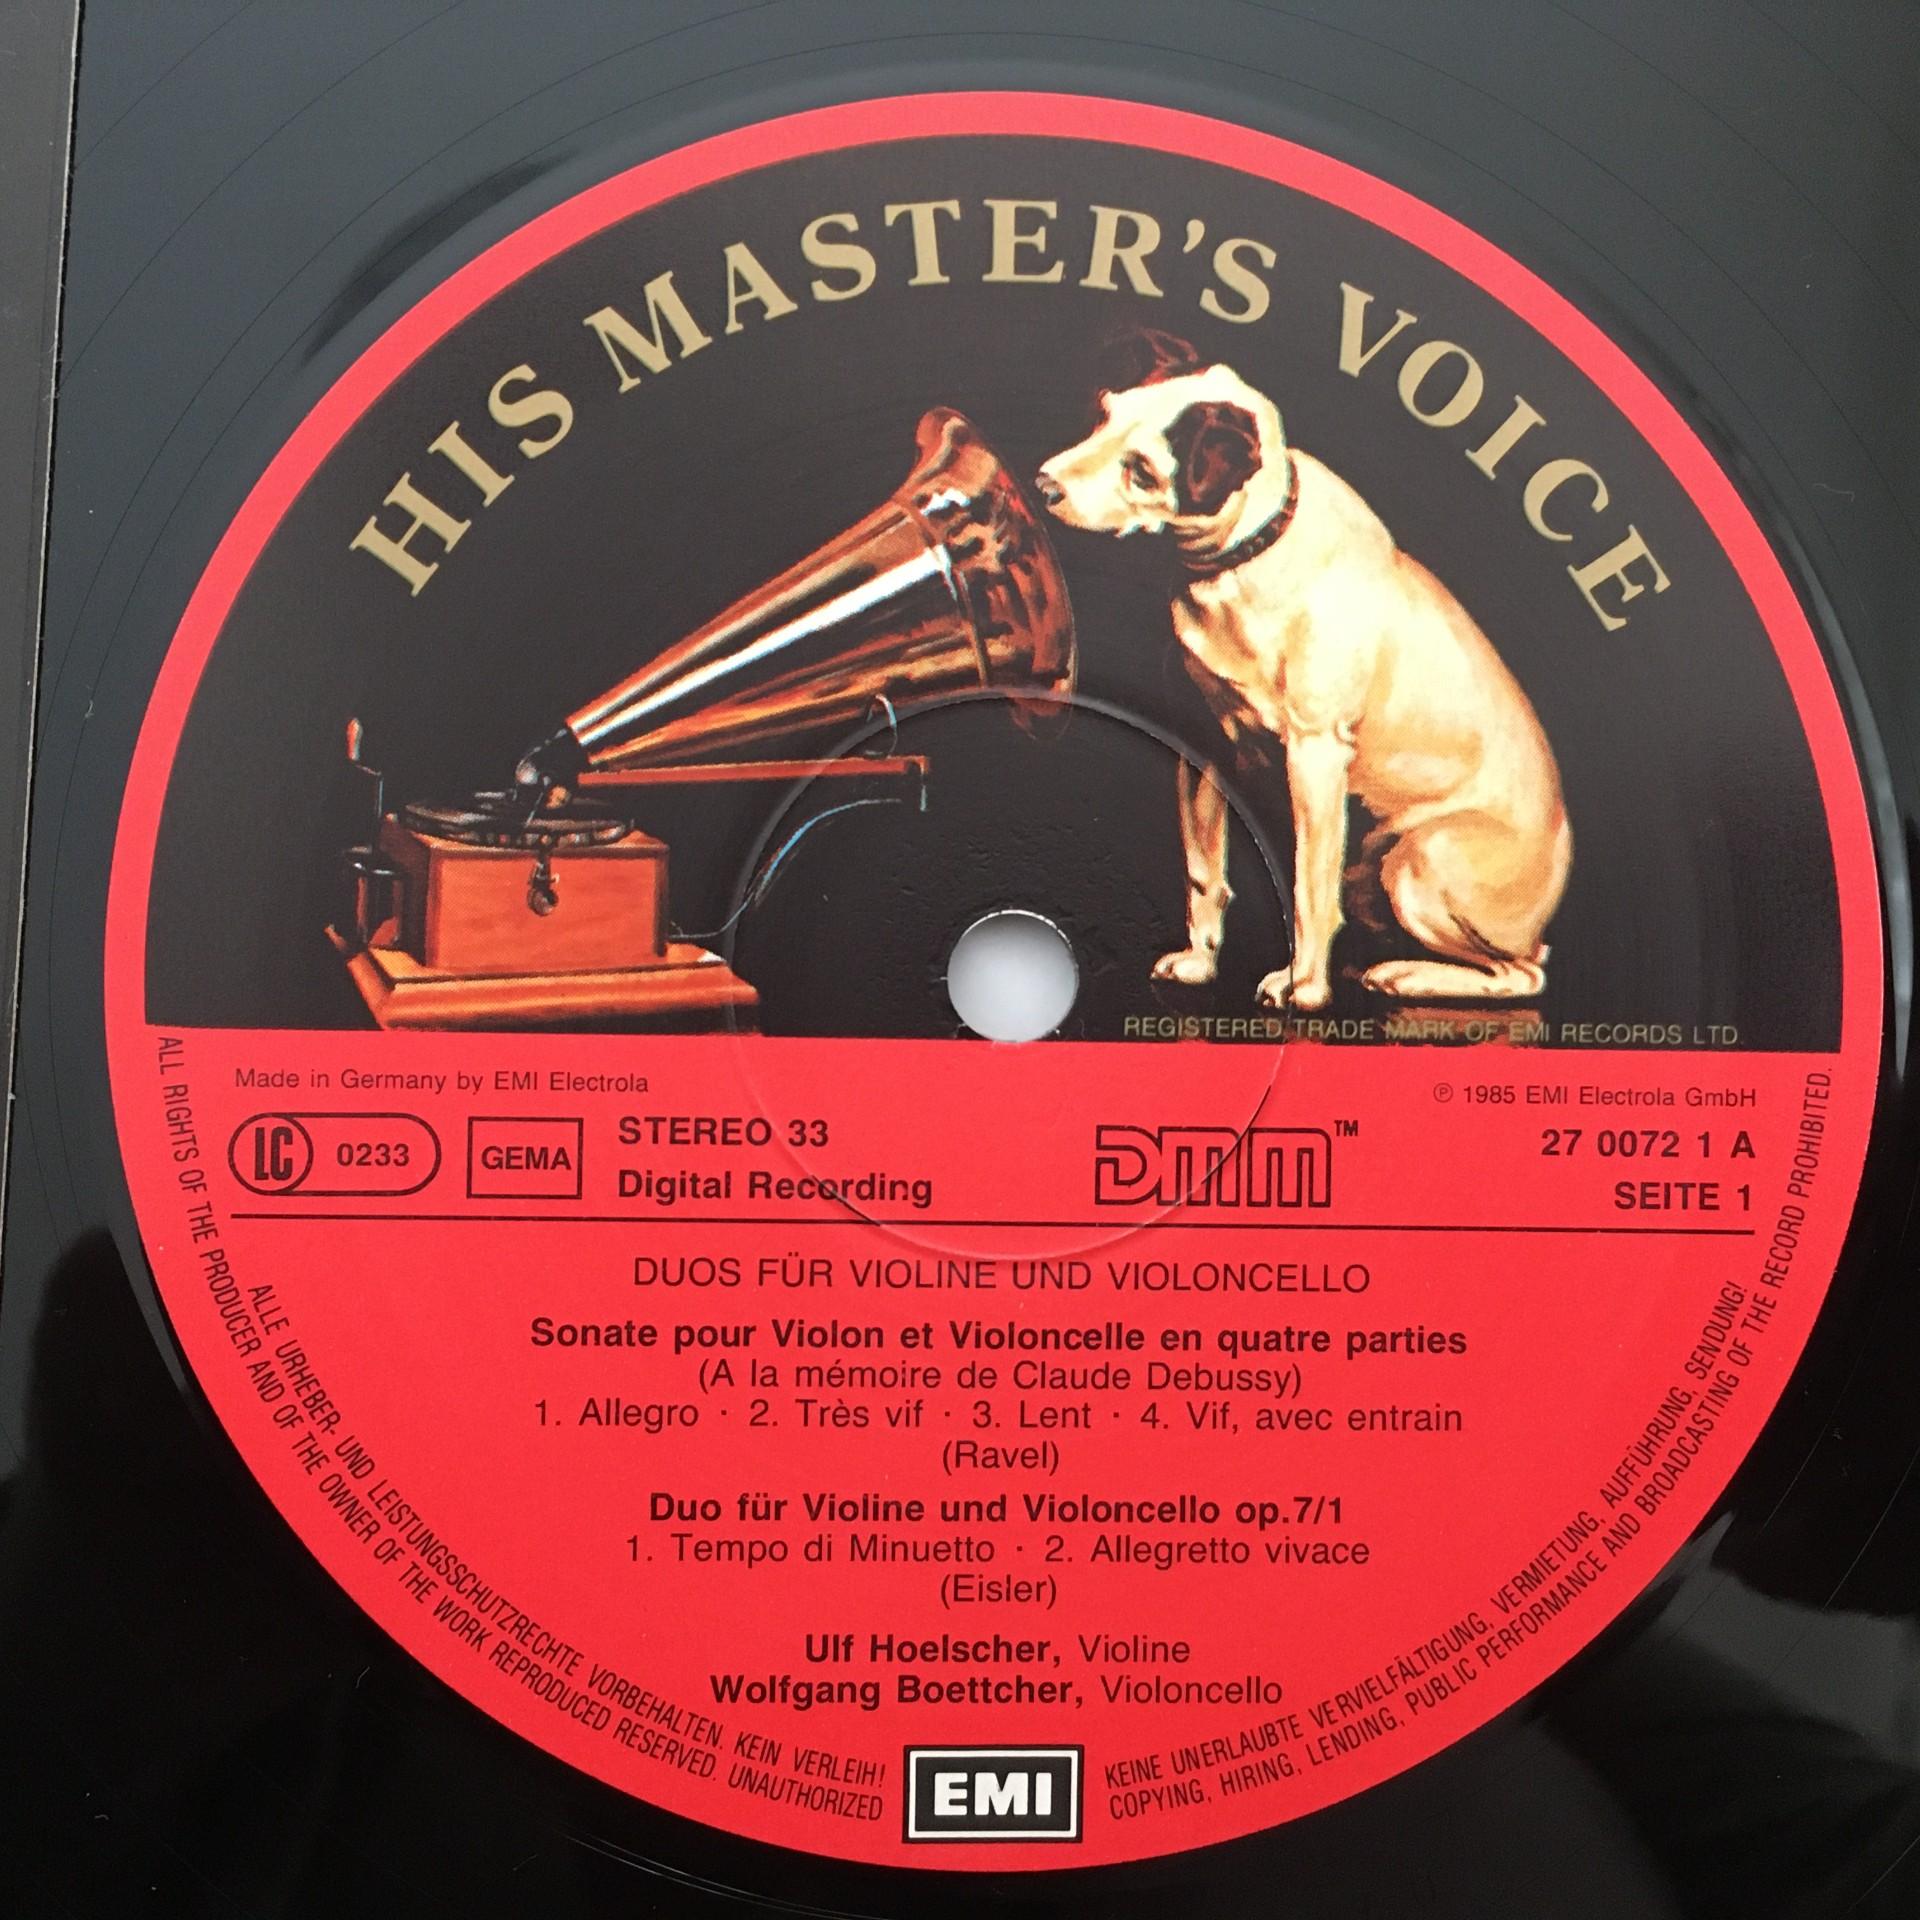 HIS MASTER'S VOICE
REGISTERED TRADE MARK OF EMI RECORDS LTD.
Made in Germany by EMI Electrola
℗ 1985 EMI Electrola GmbH
LC 0233
GEMA
STEREO 33
Digital Recording
DMM™
27 0072 1 A
SEITE 1
DUOS FÜR VIOLINE UND VIOLONCELLO
Sonate pour Violon et Violoncelle en quatre parties
(A la mémoire de Claude Debussy)
1. Allegro · 2. Très vif · 3. Lent · 4. Vif, avec entrain
(Ravel)
Duo für Violine und Violoncello op.7/1
1. Tempo di Minuetto · 2. Allegretto vivace
(Eisler)
Ulf Hoelscher, Violine
Wolfgang Boettcher, Violoncello
EMI
ALLE URHEBER- UND LEISTUNGSSCHUTZRECHTE VORBEHALTEN. KEIN VERLEIH! KEINE UNERLAUBTE VERVIELFÄLTIGUNG, VERMIETUNG, AUFFÜHRUNG, SENDUNG!
ALL RIGHTS OF THE PRODUCER AND OF THE OWNER OF THE WORK REPRODUCED RESERVED. UNAUTHORIZED COPYING, HIRING, LENDING, PUBLIC PERFORMANCE AND BROADCASTING OF THE RECORD PROHIBITED.